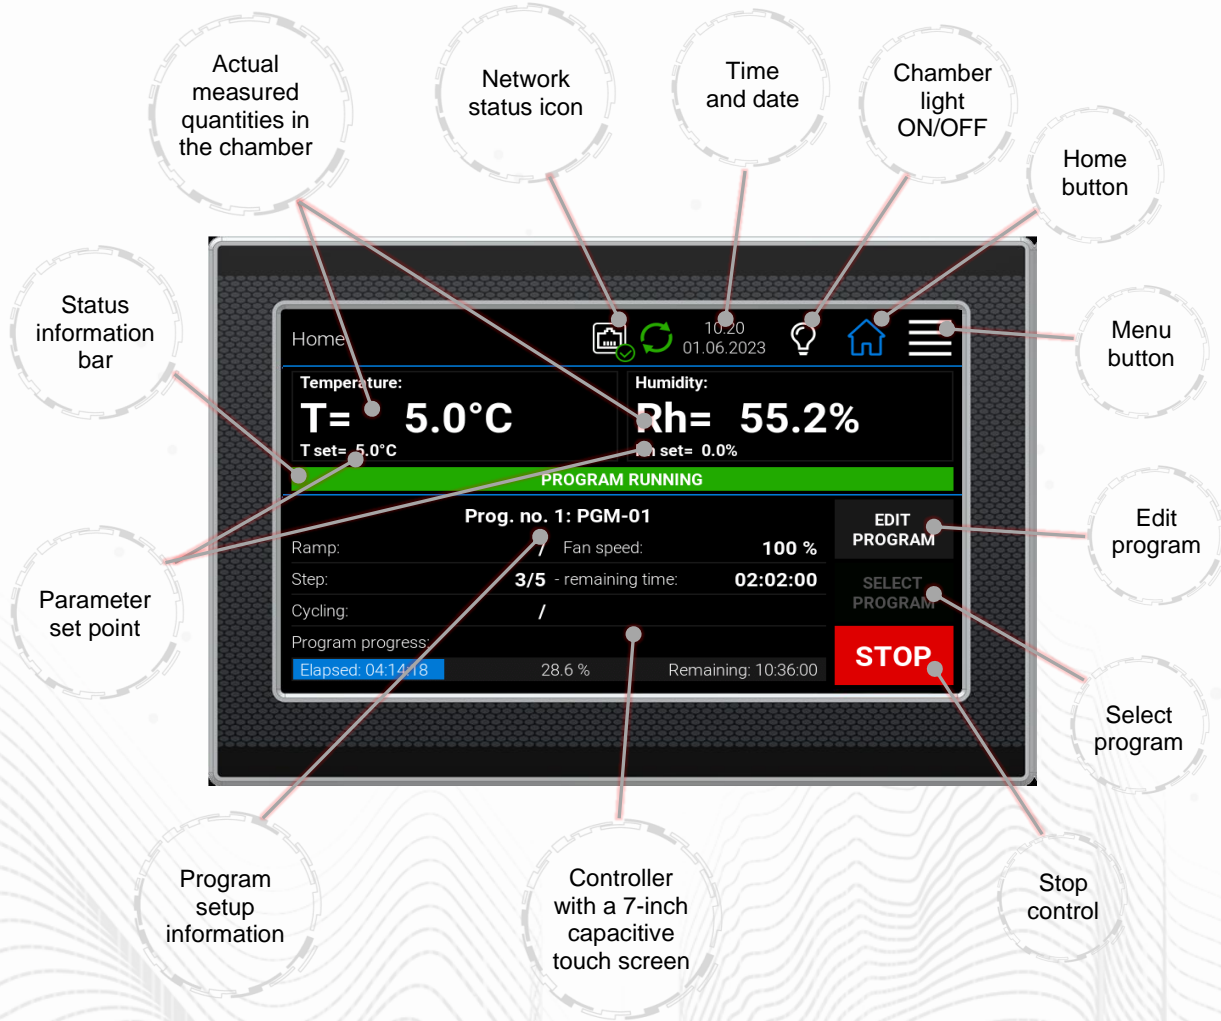 Actual
measured
quantities in
the chamber
Network
status icon
Time
and date
Chamber
light
ON/OFF
Home
button
Status
information
bar
Menu
button
Home
10:20
01.06.2023
Temperature:
T= 5.0°C
T set= 5.0°C
Humidity:
Rh= 55.2%
Rh set= 0.0%
PROGRAM RUNNING
Prog. no. 1: PGM-01
Ramp: / Fan speed: 100 %
Step: 3/5 - remaining time: 02:02:00
Cycling: /
Program progress:
Elapsed: 04:14:18 28.6 % Remaining: 10:36:00
EDIT
PROGRAM
SELECT
PROGRAM
STOP
Edit
program
Parameter
set point
Select
program
Program
setup
information
Controller
with a 7-inch
capacitive
touch screen
Stop
control